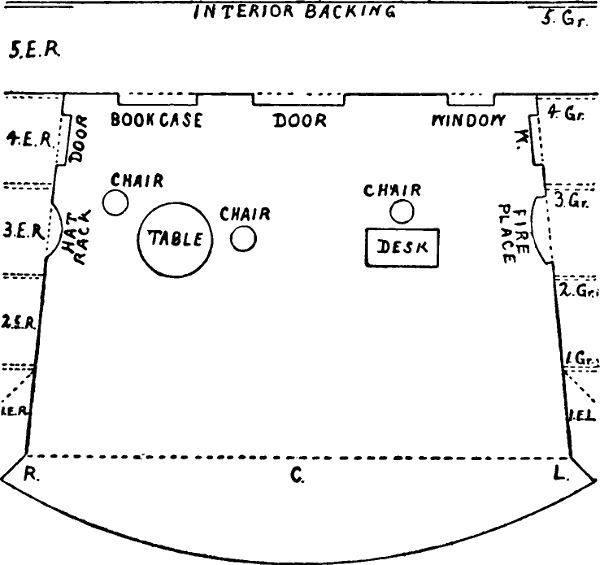 INTERIOR BACKING
5. Gr.
5.E.R.
BOOKCASE
DOOR
WINDOW
4.E.R.
DOOR
W.
4. Gr.
CHAIR
CHAIR
CHAIR
3.E.R
HAT
RACK
TABLE
DESK
FIRE
PLACE
3. Gr.
2.E.R.
2. Gr.
1. Gr.
1.E.R.
1.E.L
R.
C.
L.